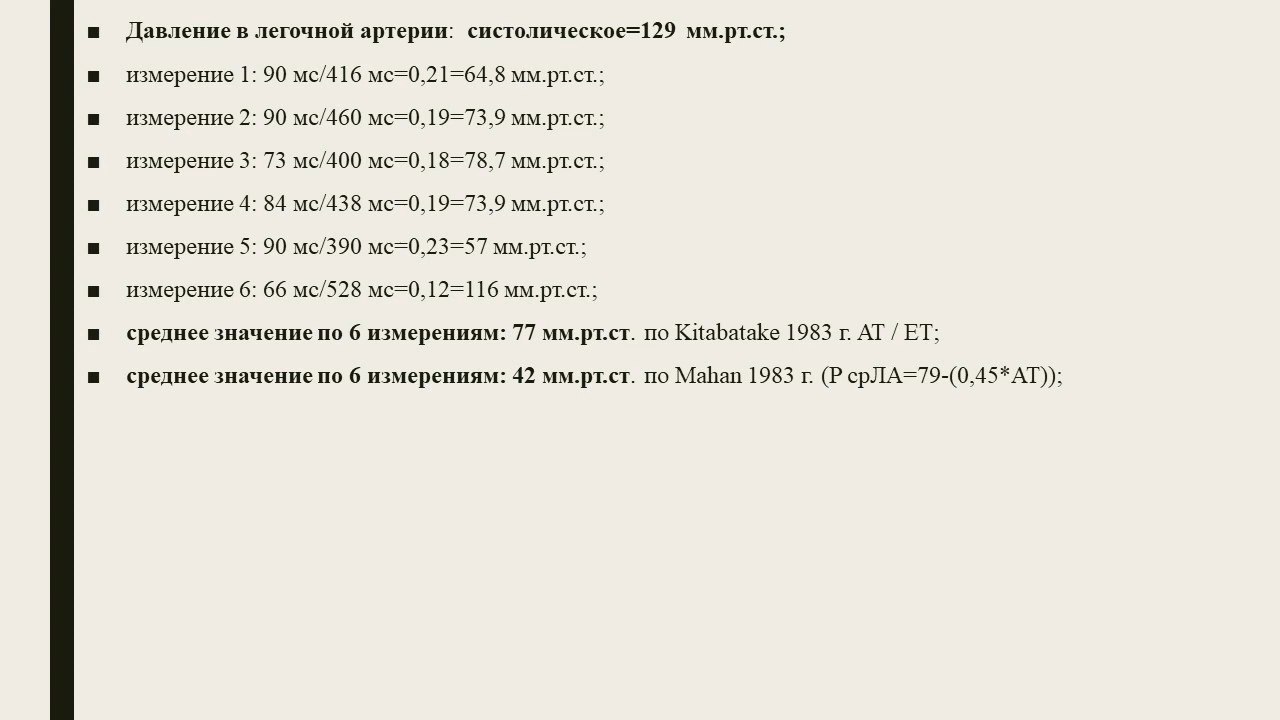 ■ Давление в легочной артерии: систолическое=129 мм.рт.ст.;
■ измерение 1: 90 мс/416 мс=0,21=64,8 мм.рт.ст.;
■ измерение 2: 90 мс/460 мс=0,19=73,9 мм.рт.ст.;
■ измерение 3: 73 мс/400 мс=0,18=78,7 мм.рт.ст.;
■ измерение 4: 84 мс/438 мс=0,19=73,9 мм.рт.ст.;
■ измерение 5: 90 мс/390 мс=0,23=57 мм.рт.ст.;
■ измерение 6: 66 мс/528 мс=0,12=116 мм.рт.ст.;
■ среднее значение по 6 измерениям: 77 мм.рт.ст. по Kitabatake 1983 г. AT / ET;
■ среднее значение по 6 измерениям: 42 мм.рт.ст. по Mahan 1983 г. (Р срЛА=79-(0,45*АТ));